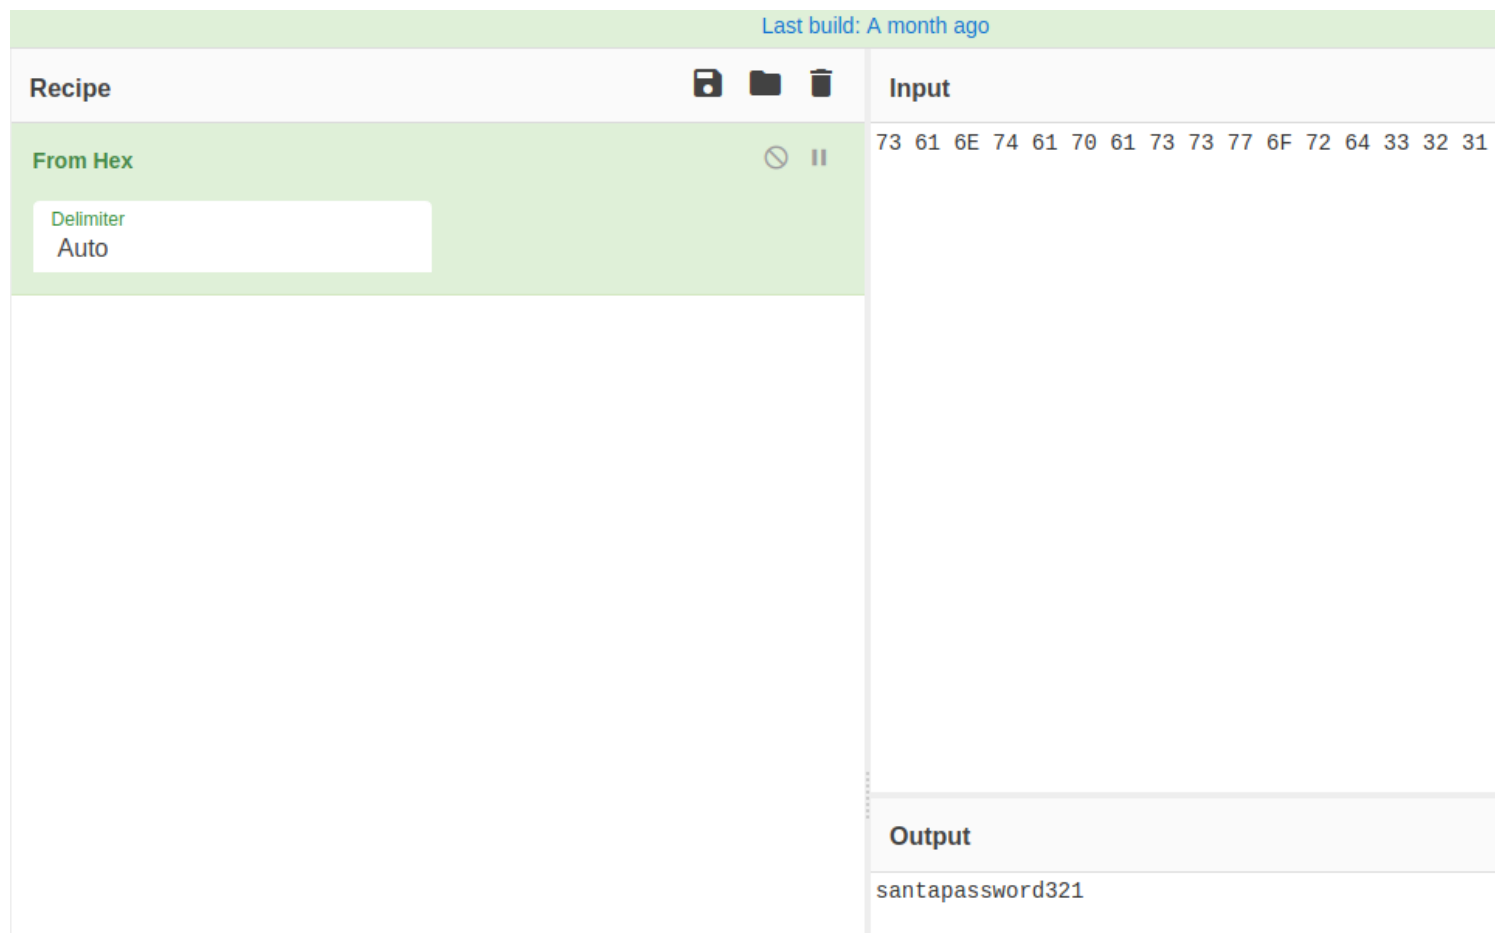 Last build: A month ago
Recipe
Input
From Hex
Delimiter
Auto
73 61 6E 74 61 70 61 73 73 77 6F 72 64 33 32 31
Output
santapassword321